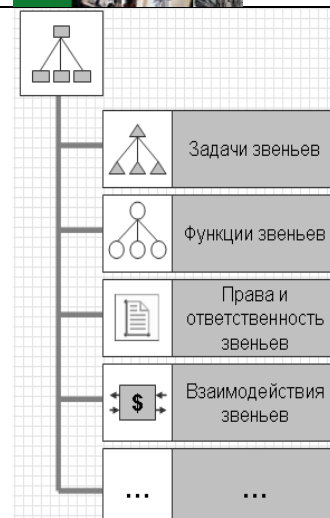 Задачи звеньев
Функции звеньев
Права и
ответственность
звеньев
$
Взаимодействия
звеньев
...
...